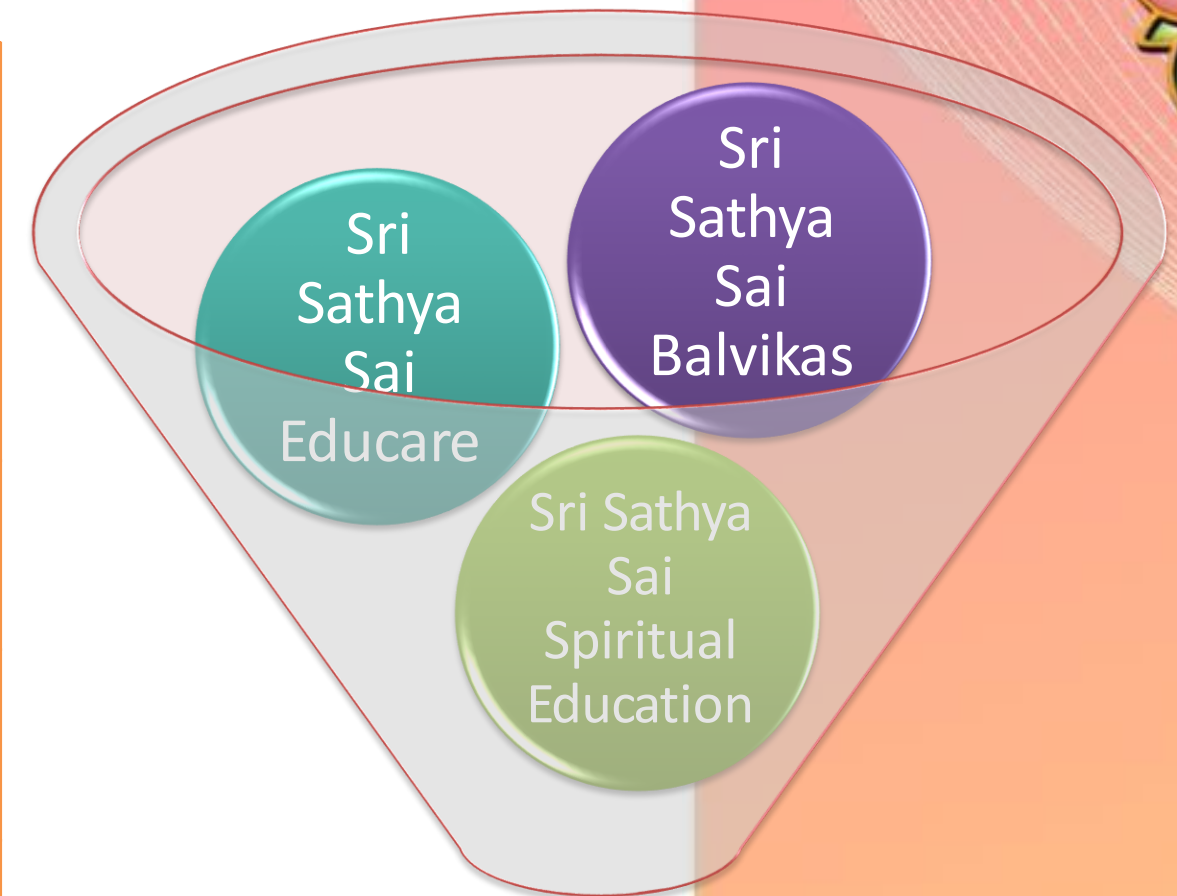 Sri
Sathya
Sai
Educare
Sri
Sathya
Sai
Balvikas
Sri Sathya
Sai
Spiritual
Education